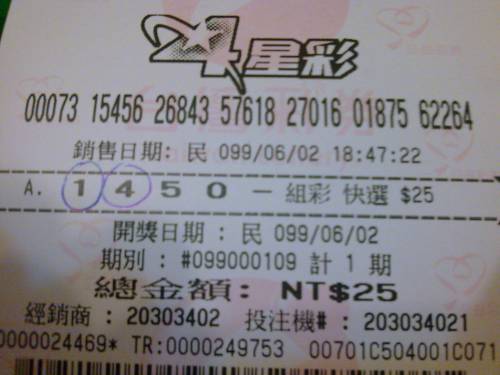 4星彩
00073 15456 26843 57618 27016 01875 62264
銷售日期: 民 099/06/02 18:47:22
A. 1 4 5 0 — 組彩 快選 $25
開獎日期 : 民 099/06/02
期別 : #099000109 計 1 期
總金額: NT$25
經銷商 : 20303402 投注機# : 203034021
0000024469* TR:0000249753 00701C504001C071